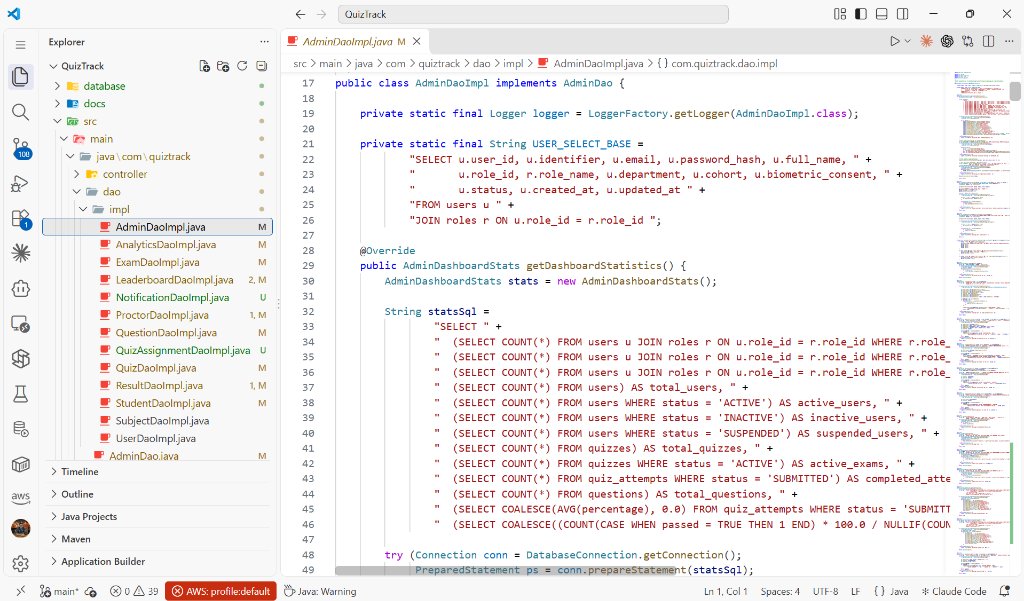 QuizTrack
Explorer
QuizTrack
database
docs
src
main
java\com\quiztrack
controller
dao
impl
AdminDaoImpl.java M
AnalyticsDaoImpl.java M
ExamDaoImpl.java M
LeaderboardDaoImpl.java 2, M
NotificationDaoImpl.java U
ProctorDaoImpl.java 1, M
QuestionDaoImpl.java M
QuizAssignmentDaoImpl.java U
QuizDaoImpl.java M
ResultDaoImpl.java 1, M
StudentDaoImpl.java M
SubjectDaoImpl.java
UserDaoImpl.java
AdminDao.java M
Timeline
Outline
Java Projects
Maven
Application Builder
108
1
aws
AdminDaoImpl.java M
src > main > java > com > quiztrack > dao > impl > AdminDaoImpl.java > {} com.quiztrack.dao.impl
17 public class AdminDaoImpl implements AdminDao {
18
19 private static final Logger logger = LoggerFactory.getLogger(AdminDaoImpl.class);
20
21 private static final String USER_SELECT_BASE =
22 "SELECT u.user_id, u.identifier, u.email, u.password_hash, u.full_name, " +
23 " u.role_id, r.role_name, u.department, u.cohort, u.biometric_consent, " +
24 " u.status, u.created_at, u.updated_at " +
25 "FROM users u " +
26 "JOIN roles r ON u.role_id = r.role_id ";
27
28 @Override
29 public AdminDashboardStats getDashboardStatistics() {
30 AdminDashboardStats stats = new AdminDashboardStats();
31
32 String statsSql =
33 "SELECT " +
34 " (SELECT COUNT(*) FROM users u JOIN roles r ON u.role_id = r.role_id WHERE r.role_
35 " (SELECT COUNT(*) FROM users u JOIN roles r ON u.role_id = r.role_id WHERE r.role_
36 " (SELECT COUNT(*) FROM users u JOIN roles r ON u.role_id = r.role_id WHERE r.role_
37 " (SELECT COUNT(*) FROM users) AS total_users, " +
38 " (SELECT COUNT(*) FROM users WHERE status = 'ACTIVE') AS active_users, " +
39 " (SELECT COUNT(*) FROM users WHERE status = 'INACTIVE') AS inactive_users, " +
40 " (SELECT COUNT(*) FROM users WHERE status = 'SUSPENDED') AS suspended_users, " +
41 " (SELECT COUNT(*) FROM quizzes) AS total_quizzes, " +
42 " (SELECT COUNT(*) FROM quizzes WHERE status = 'ACTIVE') AS active_exams, " +
43 " (SELECT COUNT(*) FROM quiz_attempts WHERE status = 'SUBMITTED') AS completed_atte
44 " (SELECT COUNT(*) FROM questions) AS total_questions, " +
45 " (SELECT COALESCE(AVG(percentage), 0.0) FROM quiz_attempts WHERE status = 'SUBMITT
46 " (SELECT COALESCE((COUNT(CASE WHEN passed = TRUE THEN 1 END) * 100.0 / NULLIF(COUN
47
48 try (Connection conn = DatabaseConnection.getConnection();
49 PreparedStatement ps = conn.prepareStatement(statsSql);
main* 0 39 AWS: profile:default Java: Warning Ln 1, Col 1 Spaces: 4 UTF-8 LF {} Java Claude Code